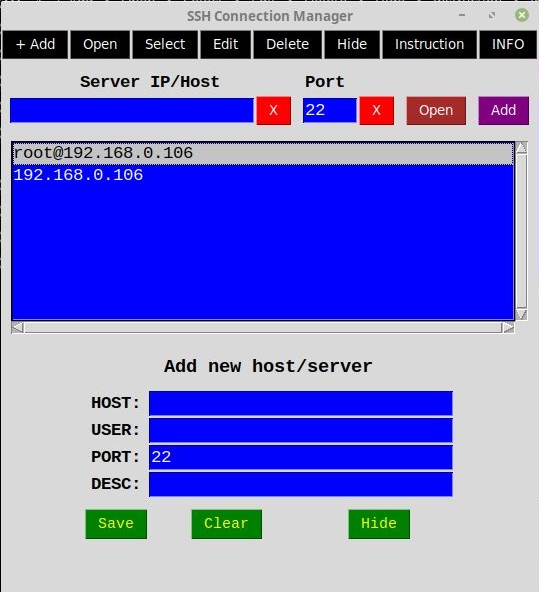 SSH Connection Manager
+ Add Open Select Edit Delete Hide Instruction INFO
Server IP/Host Port
X 22 X Open Add
root@192.168.0.106
192.168.0.106
Add new host/server
HOST:
USER:
PORT: 22
DESC:
Save Clear Hide